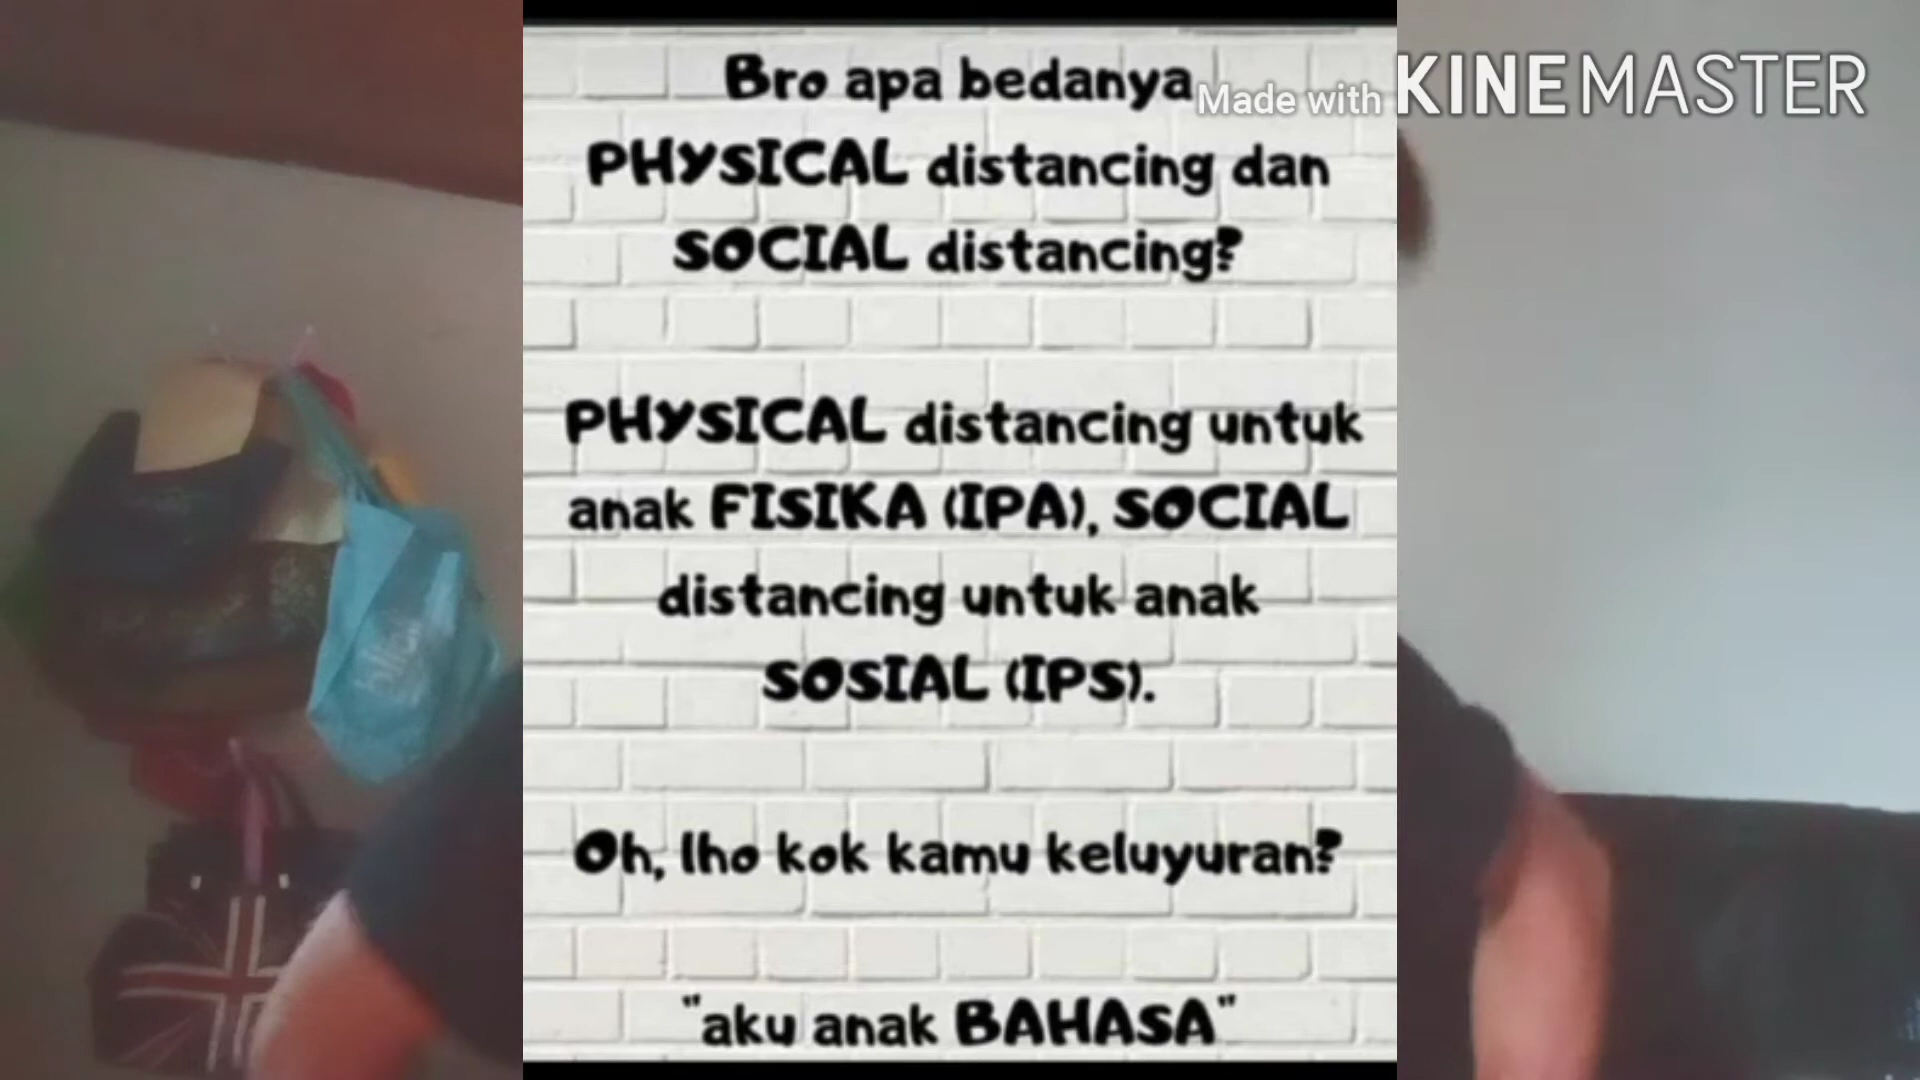 Bro apa bedanya
Made with KINEMASTER
PHYSICAL distancing dan
SOCIAL distancing?
PHYSICAL distancing untuk
anak FISIKA (IPA), SOCIAL
distancing untuk anak
SOSIAL (IPS).
Oh, lho kok kamu keluyuran?
"aku anak BAHASA"